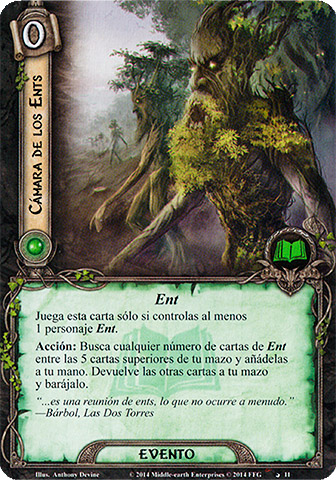 0
CÁMARA DE LOS ENTS
Ent
Juega esta carta sólo si controlas al menos
1 personaje Ent.
Acción: Busca cualquier número de cartas de Ent
entre las 5 cartas superiores de tu mazo y añádelas
a tu mano. Devuelve las otras cartas a tu mazo
y barájalo.
“...es una reunión de ents, lo que no ocurre a menudo.”
—Bárbol, Las Dos Torres
EVENTO
Illus. Anthony Devine
© 2014 Middle-earth Enterprises © 2014 FFG
11